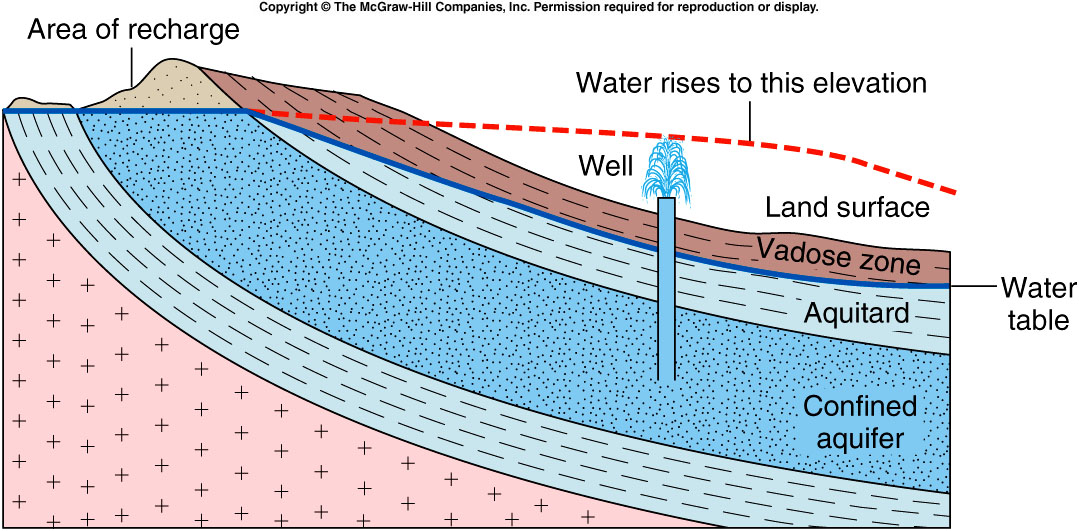 Copyright © The McGraw-Hill Companies, Inc. Permission required for reproduction or display.
Area of recharge
Water rises to this elevation
Well
Land surface
Vadose zone
Water
table
Aquitard
Confined
aquifer